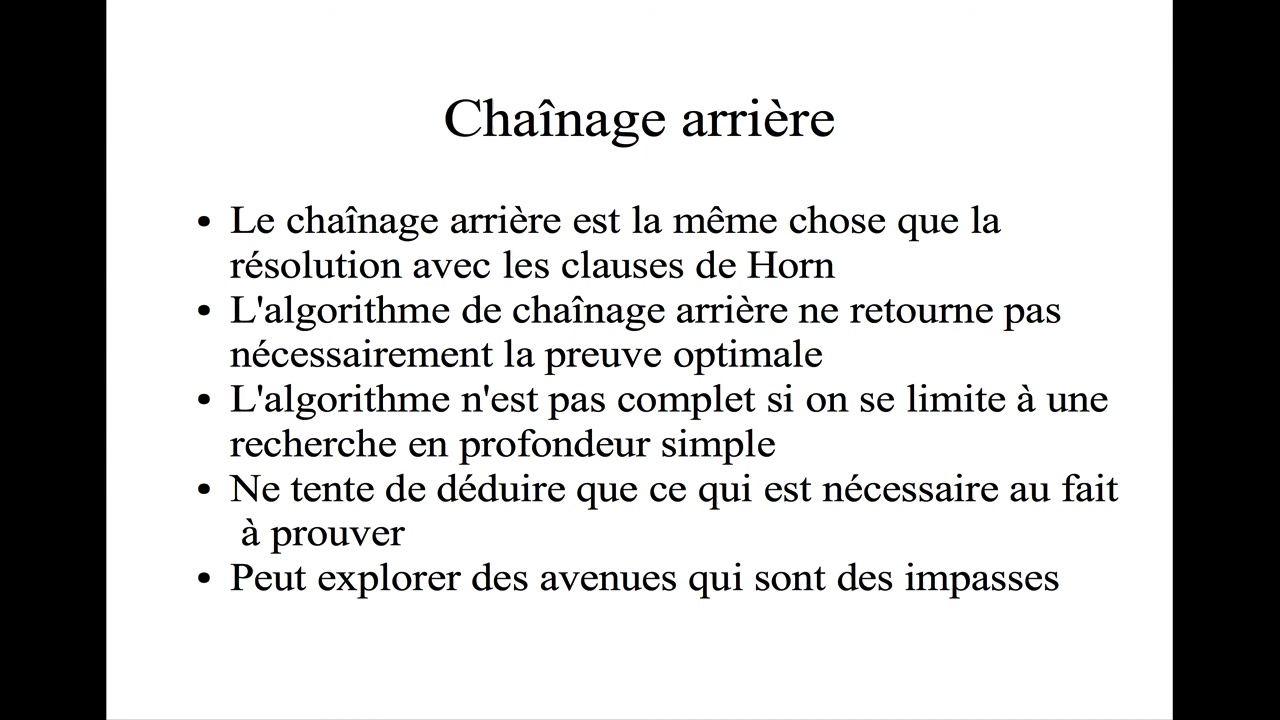 Chaînage arrière
• Le chaînage arrière est la même chose que la
résolution avec les clauses de Horn
• L'algorithme de chaînage arrière ne retourne pas
nécessairement la preuve optimale
• L'algorithme n'est pas complet si on se limite à une
recherche en profondeur simple
• Ne tente de déduire que ce qui est nécessaire au fait
à prouver
• Peut explorer des avenues qui sont des impasses